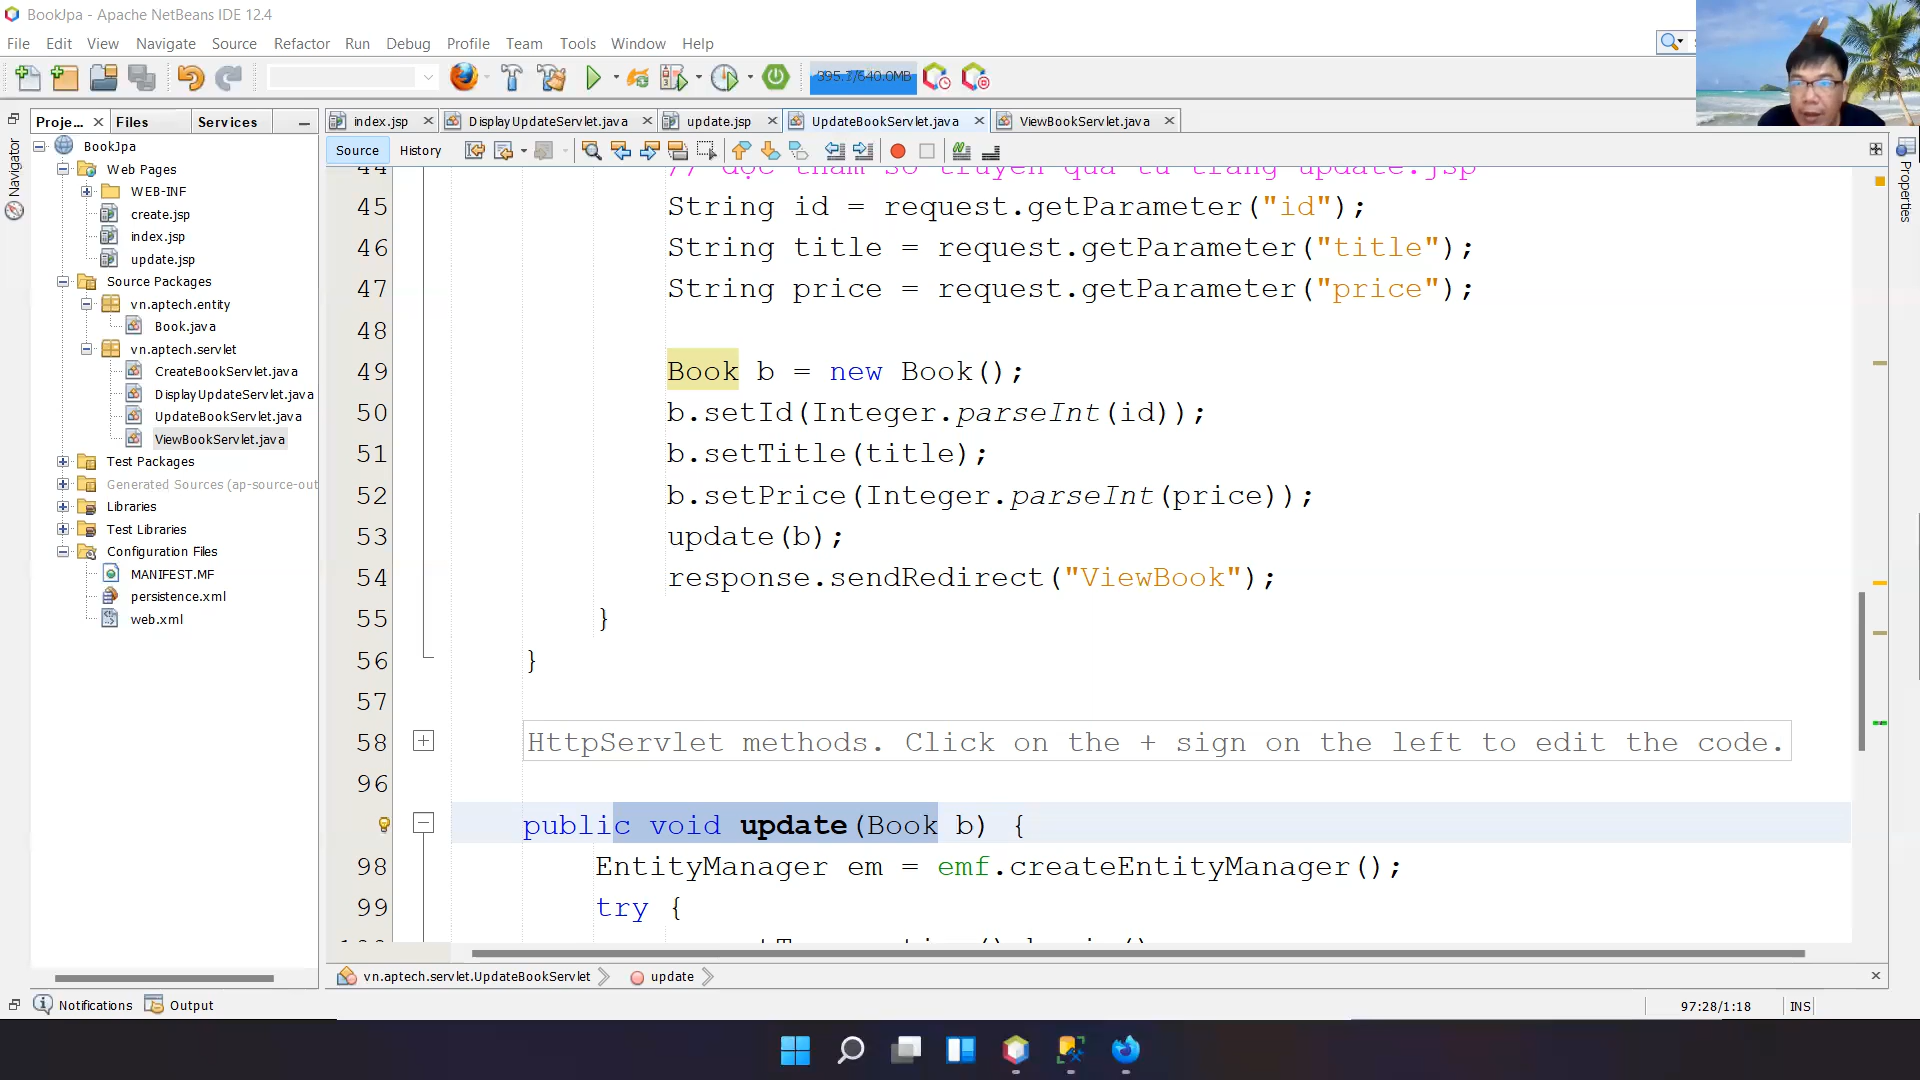 BookJpa - Apache NetBeans IDE 12.4
File Edit View Navigate Source Refactor Run Debug Profile Team Tools Window Help
395.7/640.0MB
Proje... Files Services
index.jsp DisplayUpdateServlet.java update.jsp UpdateBookServlet.java ViewBookServlet.java
Source History
Navigator
Properties
BookJpa
Web Pages
WEB-INF
create.jsp
index.jsp
update.jsp
Source Packages
vn.aptech.entity
Book.java
vn.aptech.servlet
CreateBookServlet.java
DisplayUpdateServlet.java
UpdateBookServlet.java
ViewBookServlet.java
Test Packages
Generated Sources (ap-source-out
Libraries
Test Libraries
Configuration Files
MANIFEST.MF
persistence.xml
web.xml
44 // đọc tham số truyền qua từ trang update.jsp
45 String id = request.getParameter("id");
46 String title = request.getParameter("title");
47 String price = request.getParameter("price");
48
49 Book b = new Book();
50 b.setId(Integer.parseInt(id));
51 b.setTitle(title);
52 b.setPrice(Integer.parseInt(price));
53 update(b);
54 response.sendRedirect("ViewBook");
55 }
56 }
57
58 HttpServlet methods. Click on the + sign on the left to edit the code.
96
public void update(Book b) {
98 EntityManager em = emf.createEntityManager();
99 try {
vn.aptech.servlet.UpdateBookServlet update
Notifications Output
97:28/1:18 INS